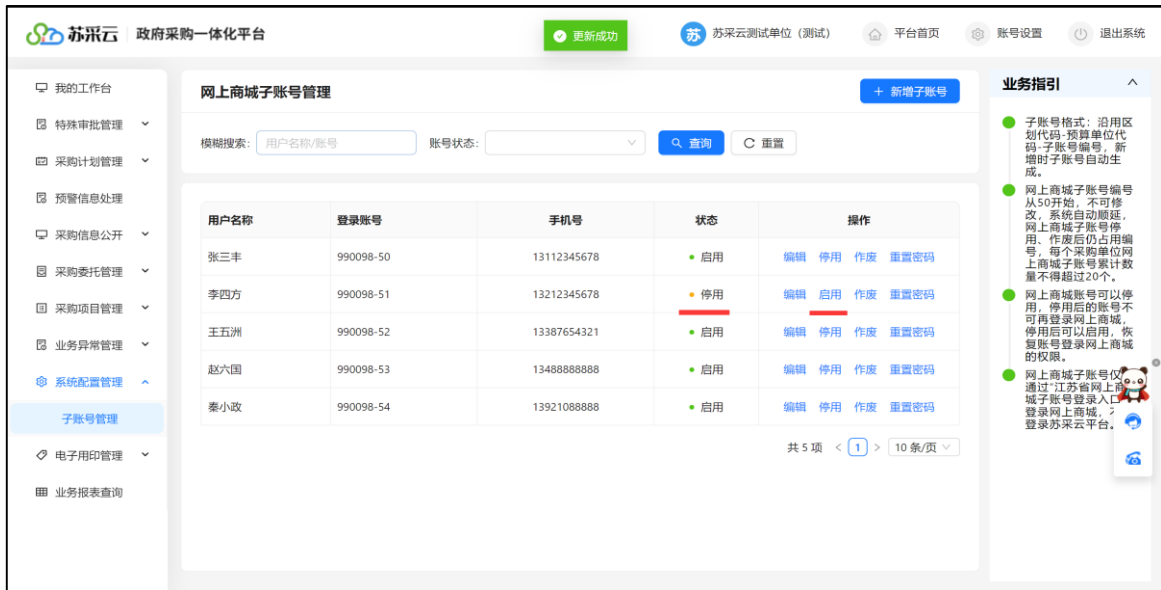 苏采云 政府采购一体化平台
更新成功
苏 苏采云测试单位（测试） 平台首页 账号设置 退出系统
我的工作台
特殊审批管理
采购计划管理
预警信息处理
采购信息公开
采购委托管理
采购项目管理
业务异常管理
系统配置管理
子账号管理
电子用印管理
业务报表查询
网上商城子账号管理
+ 新增子账号
模糊搜索: 用户名称/账号 账号状态: 查询 重置
用户名称 登录账号 手机号 状态 操作
张三丰 990098-50 13112345678 启用 编辑 停用 作废 重置密码
李四方 990098-51 13212345678 停用 编辑 启用 作废 重置密码
王五洲 990098-52 13387654321 启用 编辑 停用 作废 重置密码
赵六国 990098-53 13488888888 启用 编辑 停用 作废 重置密码
秦小政 990098-54 13921088888 启用 编辑 停用 作废 重置密码
共 5 项 < 1 > 10 条/页
业务指引
子账号格式：沿用区
划代码-预算单位代
码-子账号编号，新
增时子账号自动生
成。
网上商城子账号编号
从50开始，不可修
改，系统自动顺延，
网上商城子账号停
用、作废后仍占用编
号，每个采购单位网
上商城子账号累计数
量不得超过20个。
网上商城账号可以停
用，停用后的账号不
可再登录网上商城，
停用后可以启用，恢
复账号登录网上商城
的权限。
网上商城子账号仅
通过“江苏省网上商
城子账号登录入口
登录网上商城，
登录苏采云平台。